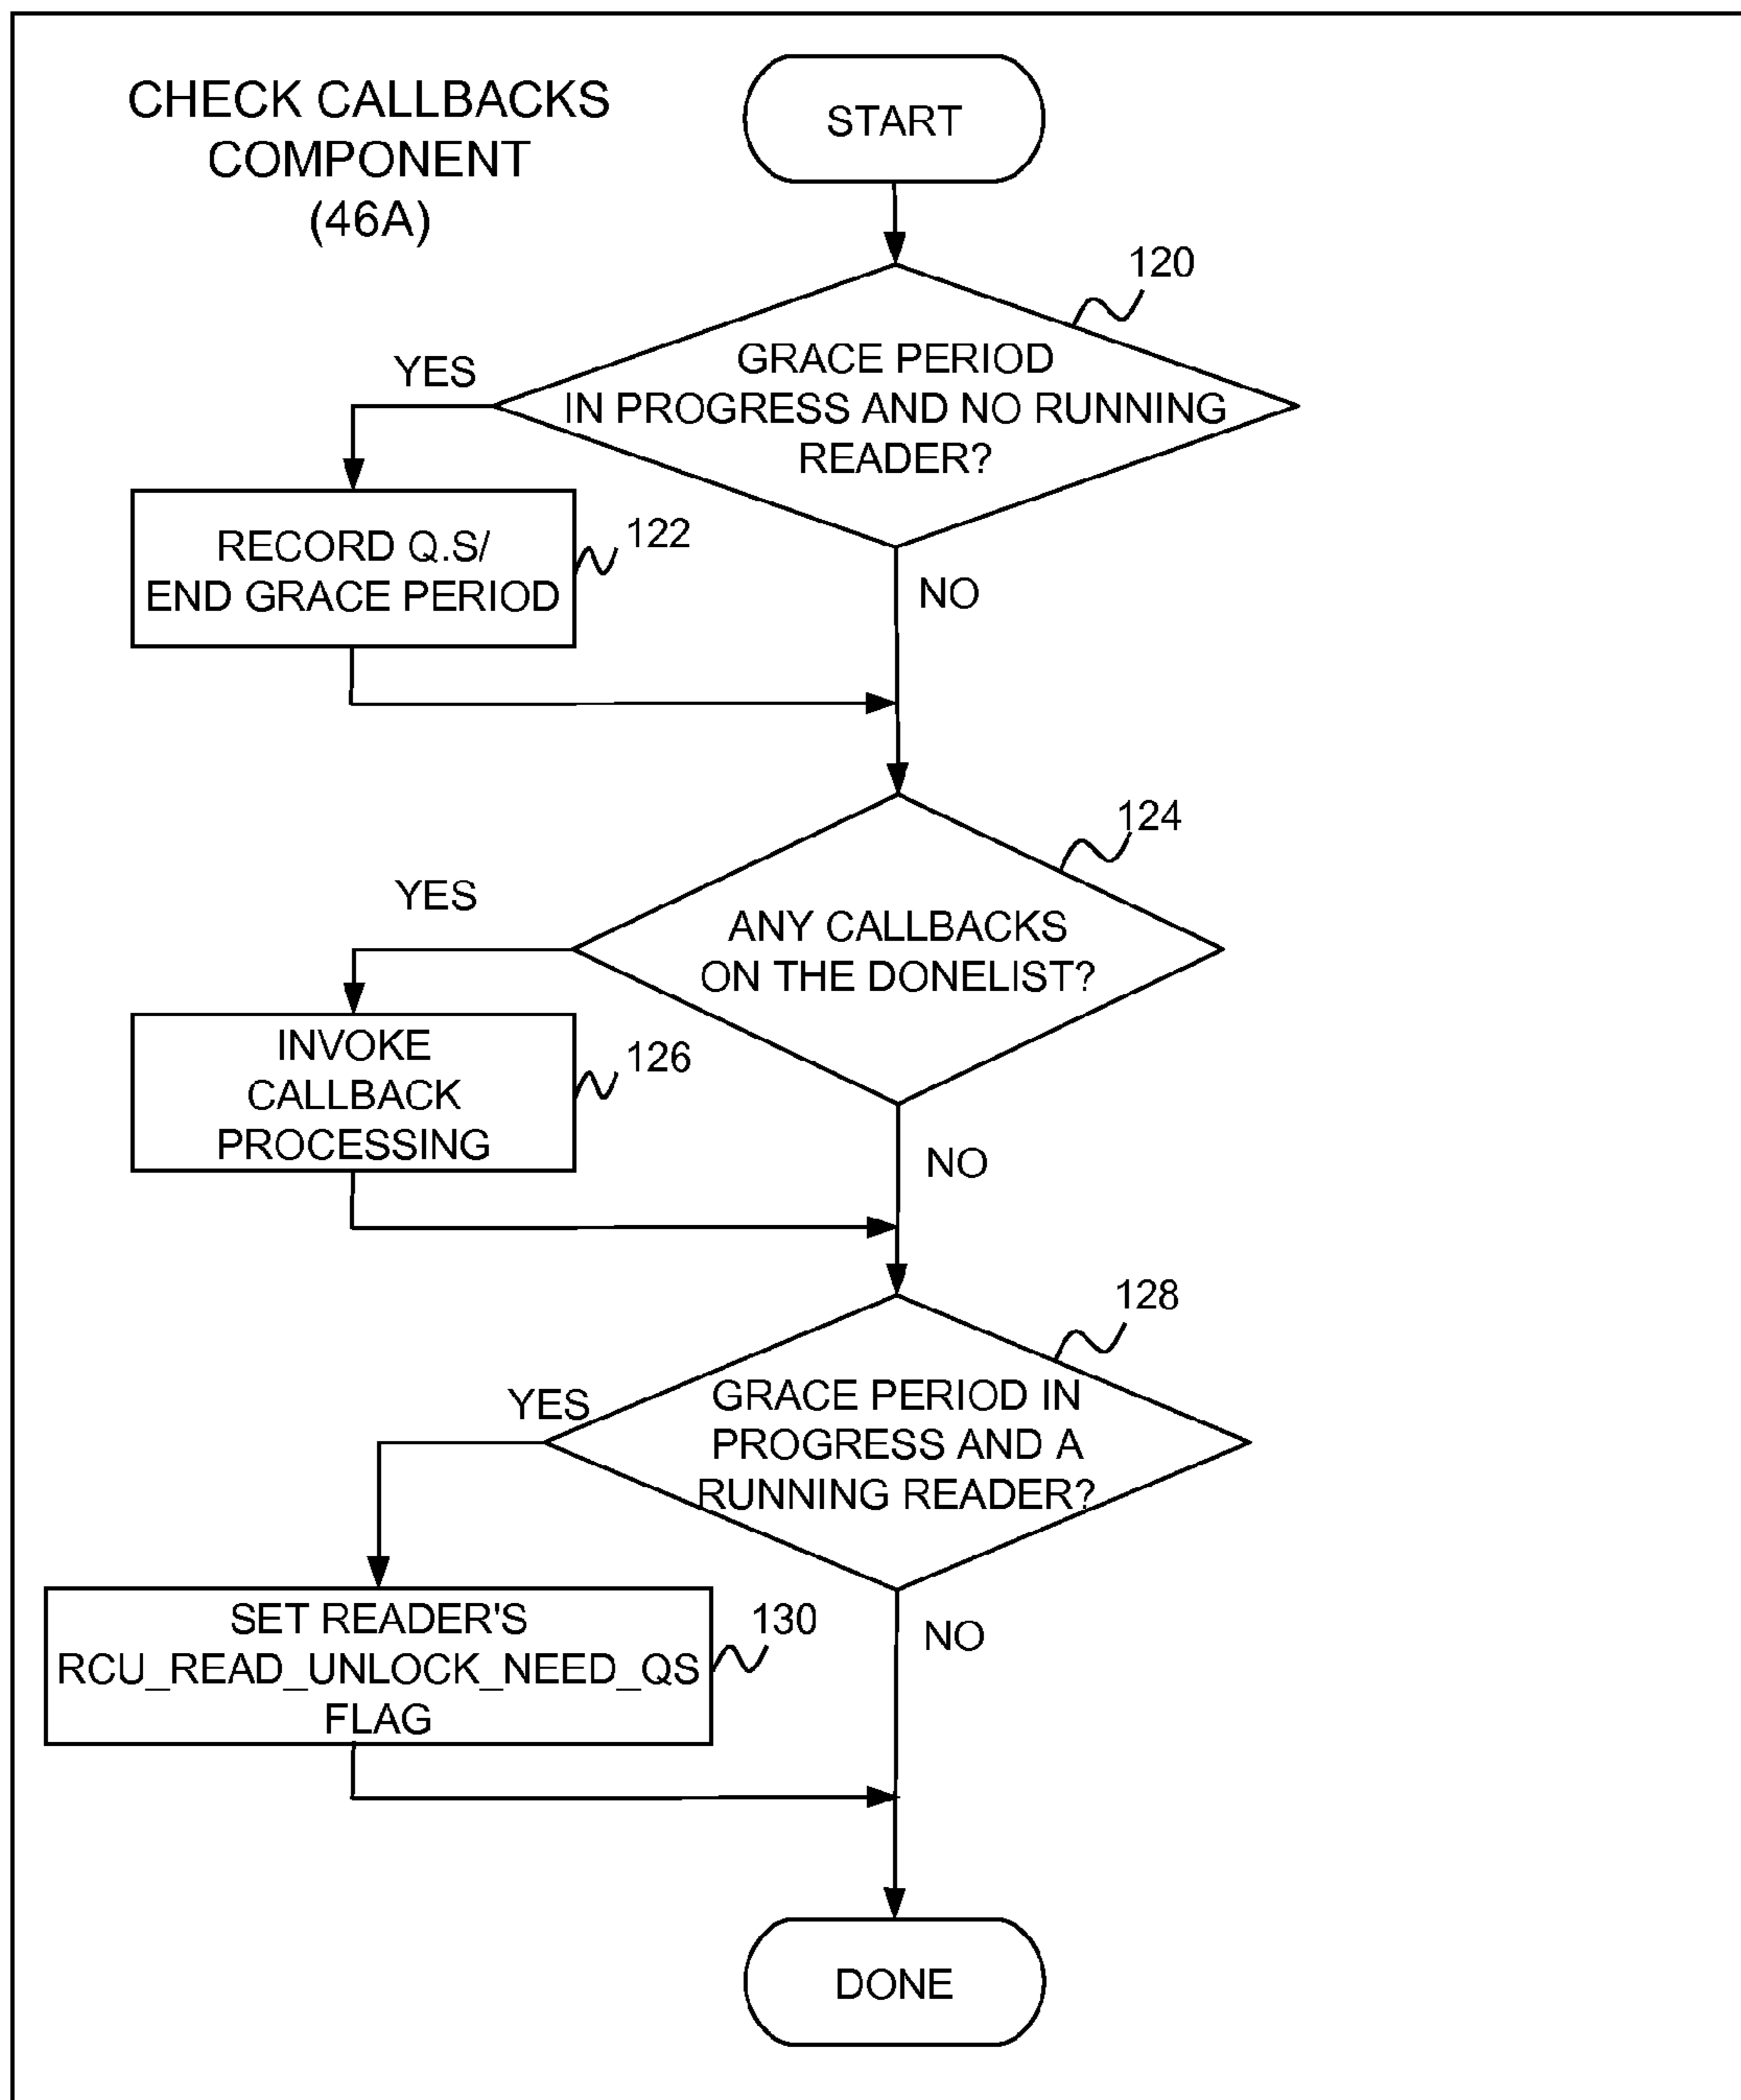 CHECK CALLBACKS
COMPONENT
(46A)
START
120
GRACE PERIOD
IN PROGRESS AND NO RUNNING
READER?
YES
RECORD Q.S/
END GRACE PERIOD
122
NO
124
ANY CALLBACKS
ON THE DONELIST?
YES
INVOKE
CALLBACK
PROCESSING
126
NO
128
GRACE PERIOD IN
PROGRESS AND A
RUNNING READER?
YES
SET READER'S
RCU_READ_UNLOCK_NEED_QS
FLAG
130
NO
DONE